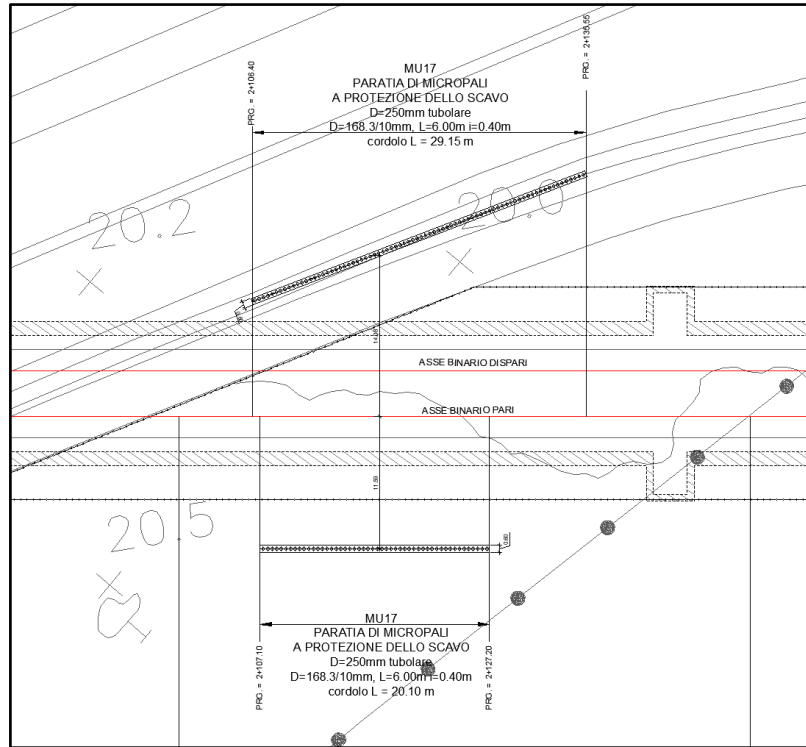 PRG. = 2+106.40
PRG. = 2+135.55
MU17
PARATIA DI MICROPALI
A PROTEZIONE DELLO SCAVO
D=250mm tubolare
D=168.3/10mm, L=6.00m i=0.40m
cordolo L = 29.15 m
20.2
20.0
ASSE BINARIO DISPARI
ASSE BINARIO PARI
20.5
0.60
MU17
PARATIA DI MICROPALI
A PROTEZIONE DELLO SCAVO
D=250mm tubolare
D=168.3/10mm, L=6.00m i=0.40m
cordolo L = 20.10 m
PRG. = 2+107.10
PRG. = 2+127.20